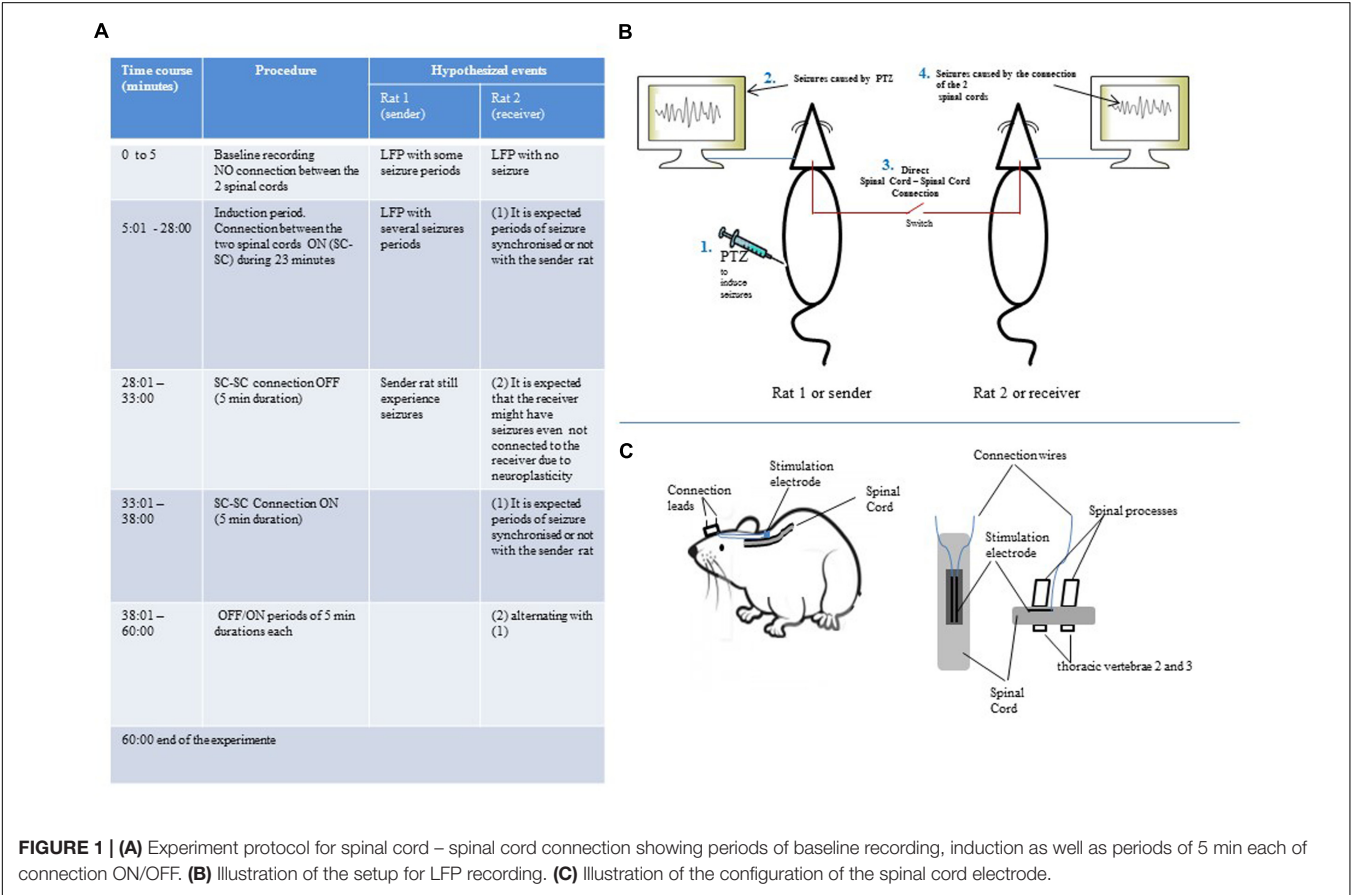 A
Time course
(minutes)
Procedure
Hypothesized events
Rat 1
(sender)
Rat 2
(receiver)
0 to 5
Baseline recording
NO connection between the
2 spinal cords
LFP with some
seizure periods
LFP with no
seizure
5:01 - 28:00
Induction period.
Connection between the
two spinal cords ON (SC-
SC) during 23 minutes
LFP with
several seizures
periods
(1) It is expected
periods of seizure
synchronised or not
with the sender rat
28:01 –
33:00
SC-SC connection OFF
(5 min duration)
Sender rat still
experience
seizures
(2) It is expected
that the receiver
might have
seizures even not
connected to the
receiver due to
neuroplasticity
33:01 –
38:00
SC-SC Connection ON
(5 min duration)
(1) It is expected
periods of seizure
synchronised or not
with the sender rat
38:01 –
60:00
OFF/ON periods of 5 min
durations each
(2) alternating with
(1)
60:00 end of the experimente
B
2. Seizures caused by PTZ
4. Seizures caused by the connection
of the 2
spinal cords
3. Direct
Spinal Cord – Spinal Cord
Connection
Switch
1.
PTZ
to
induce
seizures
Rat 1 or sender
Rat 2 or receiver
C
Connection
leads
Stimulation
electrode
Spinal
Cord
Connection wires
Stimulation
electrode
Spinal processes
thoracic vertebrae 2 and 3
Spinal
Cord
FIGURE 1 | (A) Experiment protocol for spinal cord – spinal cord connection showing periods of baseline recording, induction as well as periods of 5 min each of
connection ON/OFF. (B) Illustration of the setup for LFP recording. (C) Illustration of the configuration of the spinal cord electrode.